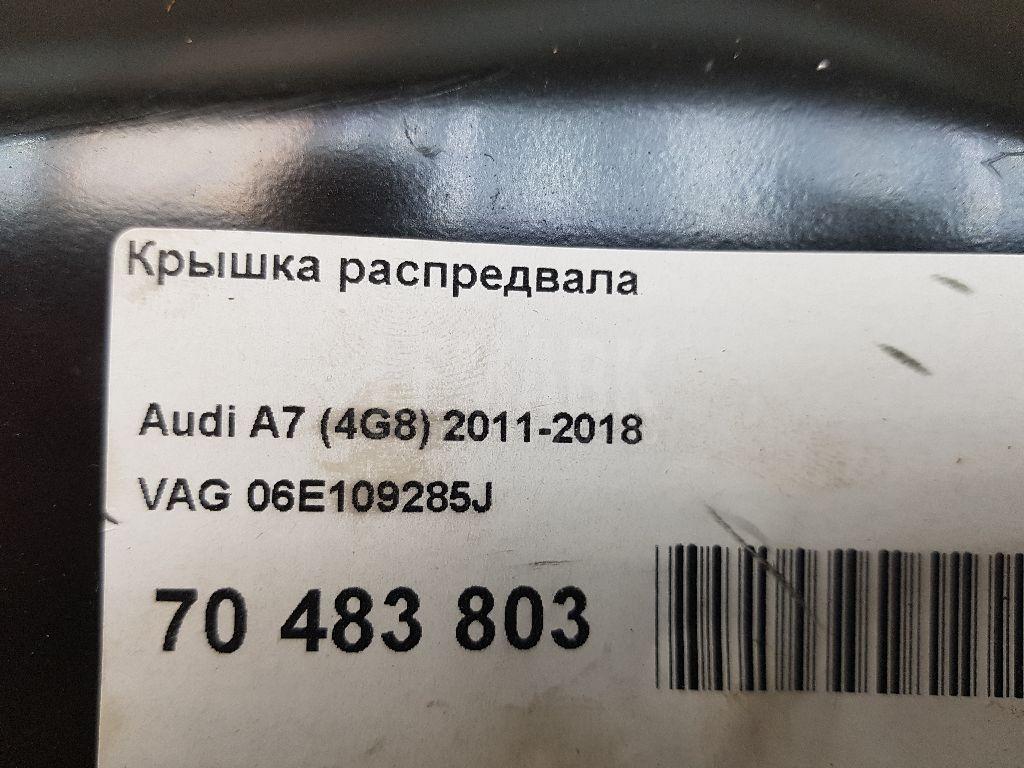 Крышка распредвала
Audi A7 (4G8) 2011-2018
VAG 06E109285J
70 483 803